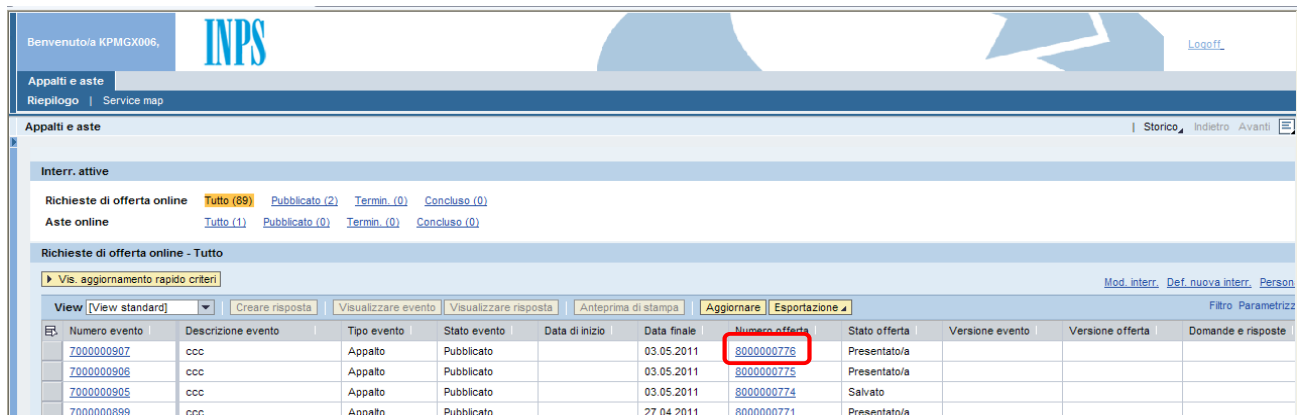 Benvenuto/a KPMGX006,
INPS
Logoff
Appalti e aste
Riepilogo | Service map
Appalti e aste | Storico Indietro Avanti
Interr. attive
Richieste di offerta online Tutto (89) Pubblicato (2) Termin. (0) Concluso (0)
Aste online Tutto (1) Pubblicato (0) Termin. (0) Concluso (0)
Richieste di offerta online - Tutto
Vis. aggiornamento rapido criteri Mod. interr. Def. nuova interr. Person
View [View standard] Creare risposta Visualizzare evento Visualizzare risposta Anteprima di stampa Aggiornare Esportazione Filtro Parametrizz
Numero evento Descrizione evento Tipo evento Stato evento Data di inizio Data finale Numero offerta Stato offerta Versione evento Versione offerta Domande e risposte
7000000907 ccc Appalto Pubblicato 03.05.2011 8000000776 Presentato/a
7000000906 ccc Appalto Pubblicato 03.05.2011 8000000775 Presentato/a
7000000905 ccc Appalto Pubblicato 03.05.2011 8000000774 Salvato
7000000899 ccc Appalto Pubblicato 27.04.2011 8000000771 Presentato/a